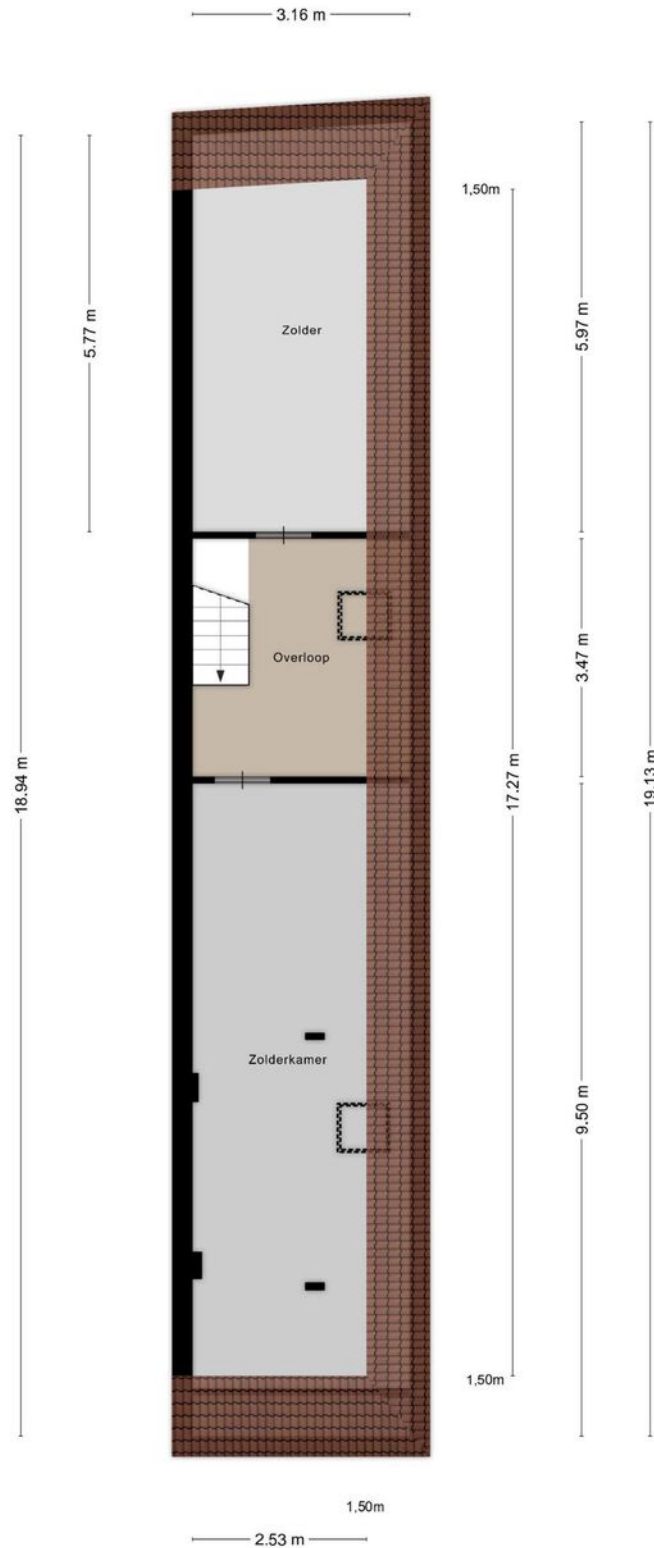 3.16 m
1,50m
5.77 m
5.97 m
Zolder
3.47 m
Overloop
18.94 m
17.27 m
19.13 m
Zolderkamer
9.50 m
1,50m
1,50m
2.53 m